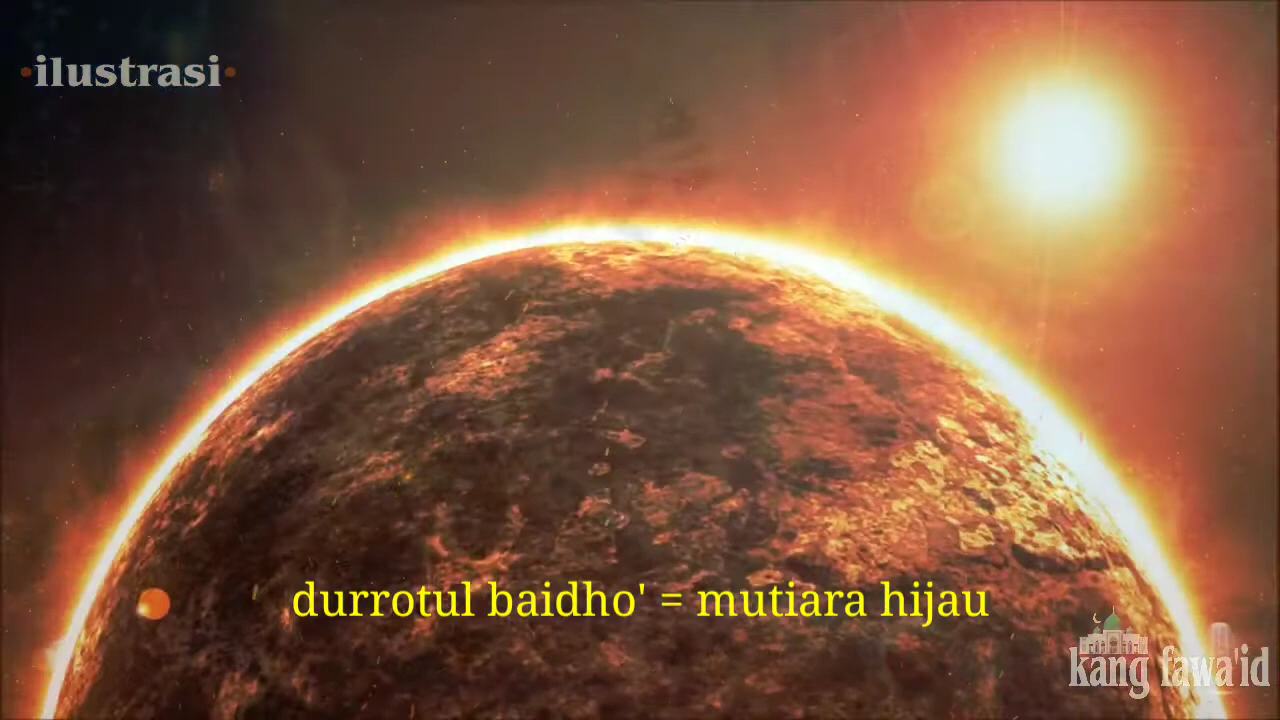 •ilustrasi•
durrotul baidho' = mutiara hijau
kang fawa'id